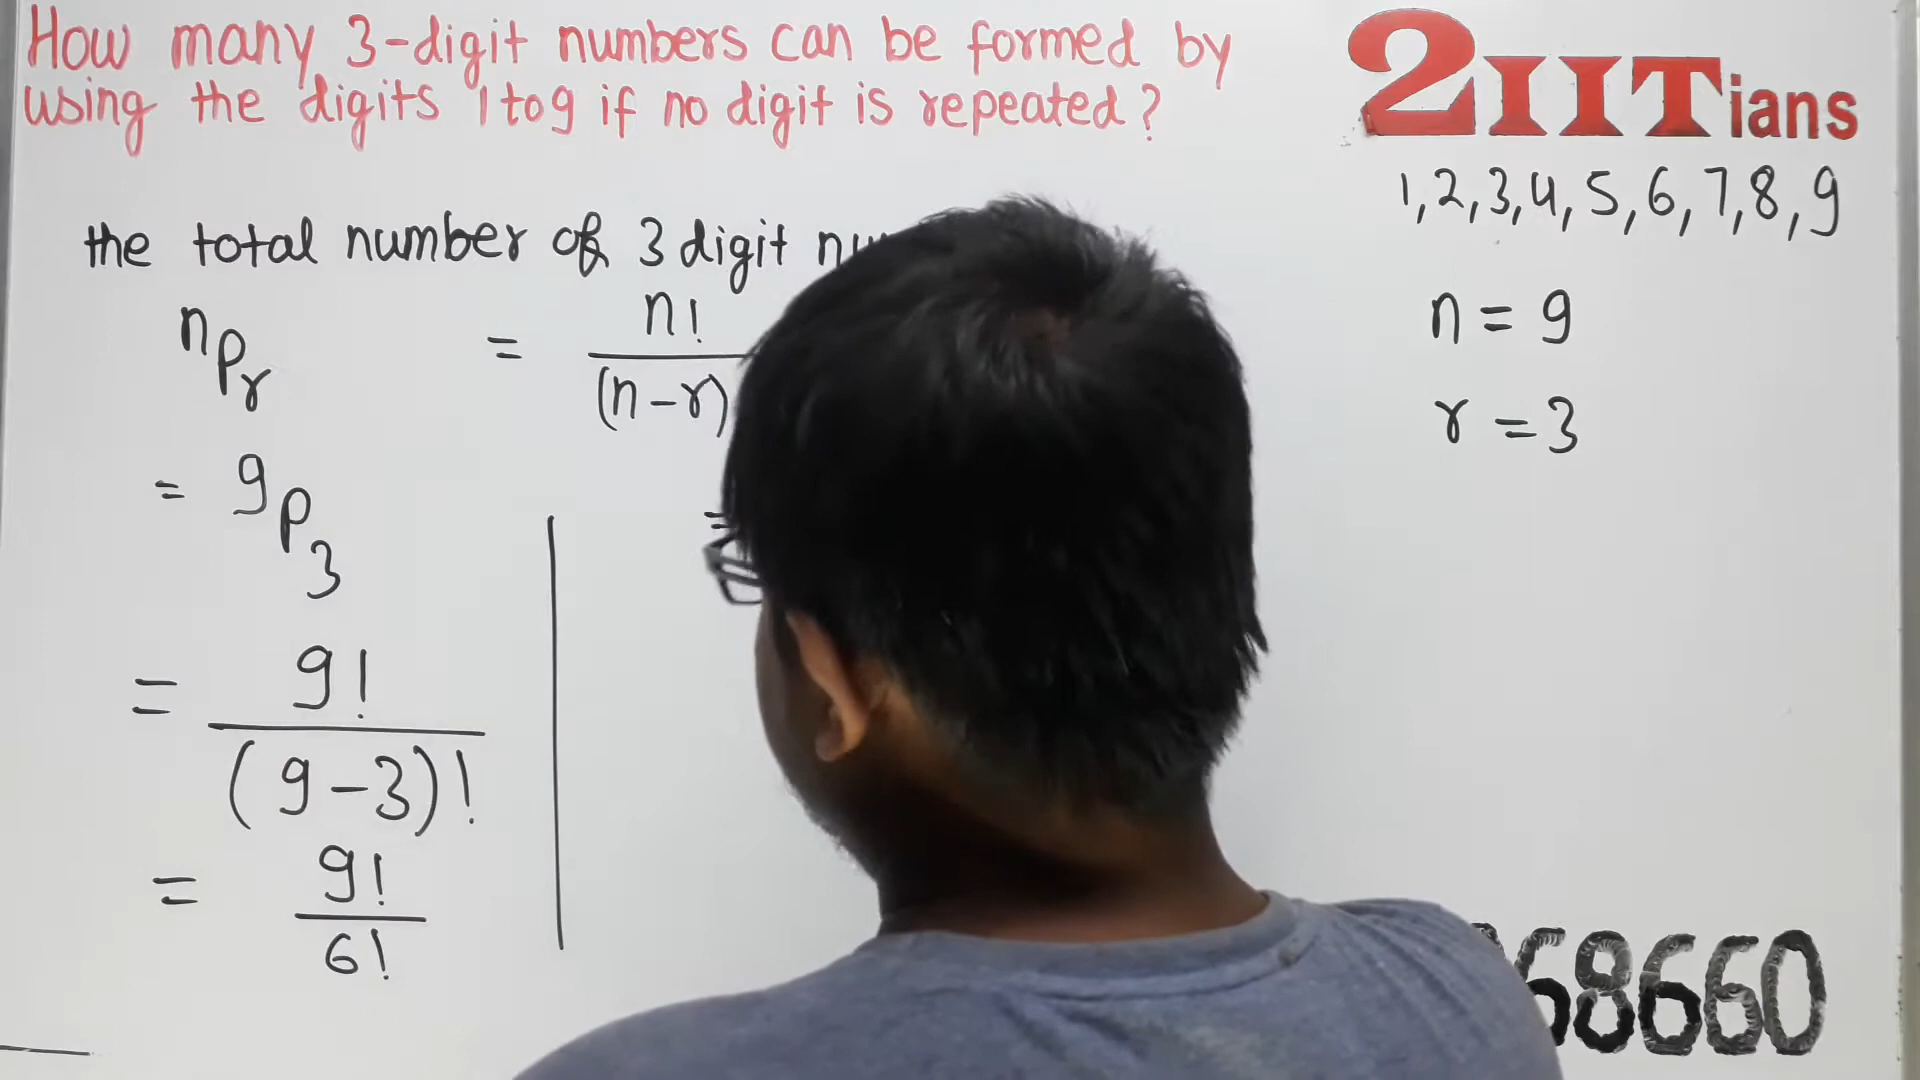 How many 3-digit numbers can be formed by
using the digits 1 to 9 if no digit is repeated?
2IITians
1,2,3,4,5,6,7,8,9
the total number of 3 digit
nPr = n!
(n-r)
n = 9
r = 3
= 9P3
=
= 9!
(9-3)!
= 9!
6!
68660